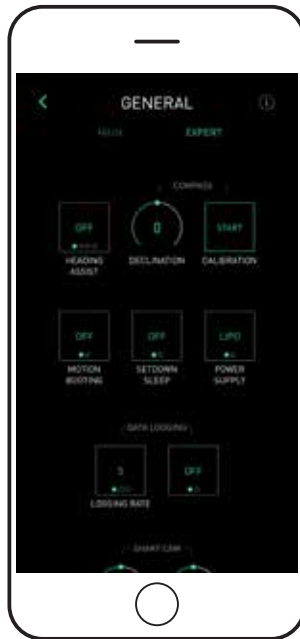 GENERAL
EXPERT
COMPASS
OFF
0
START
HEADING
ASSIST
DECLINATION
CALIBRATION
OFF
OFF
LIPO
MOTION
BOOTING
SETDOWN
SLEEP
POWER
SUPPLY
DATA LOGGING
5
OFF
LOGGING RATE
SMART CAM